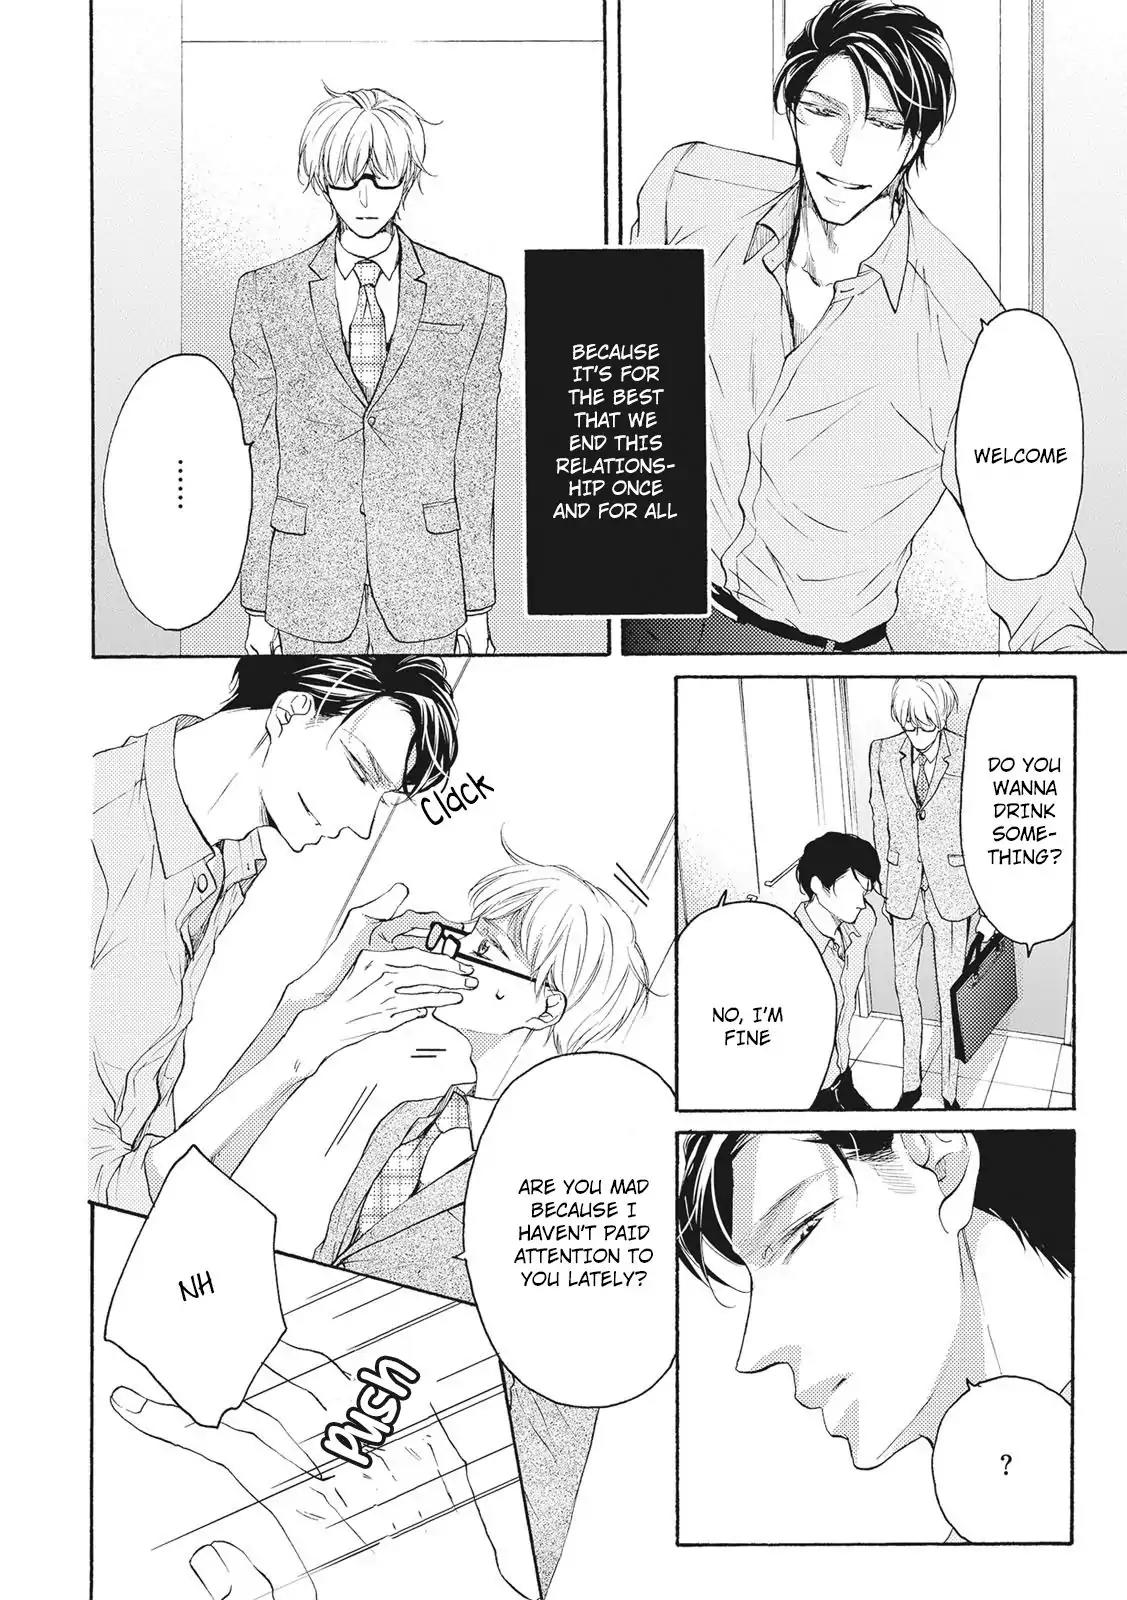 WELCOME
BECAUSE
IT'S FOR
THE BEST
THAT WE
END THIS
RELATIONS-
HIP ONCE
AND FOR ALL
.......
DO YOU
WANNA
DRINK
SOME-
THING?
NO, I'M
FINE
?
Clack
ARE YOU MAD
BECAUSE I
HAVEN'T PAID
ATTENTION TO
YOU LATELY?
NH
push